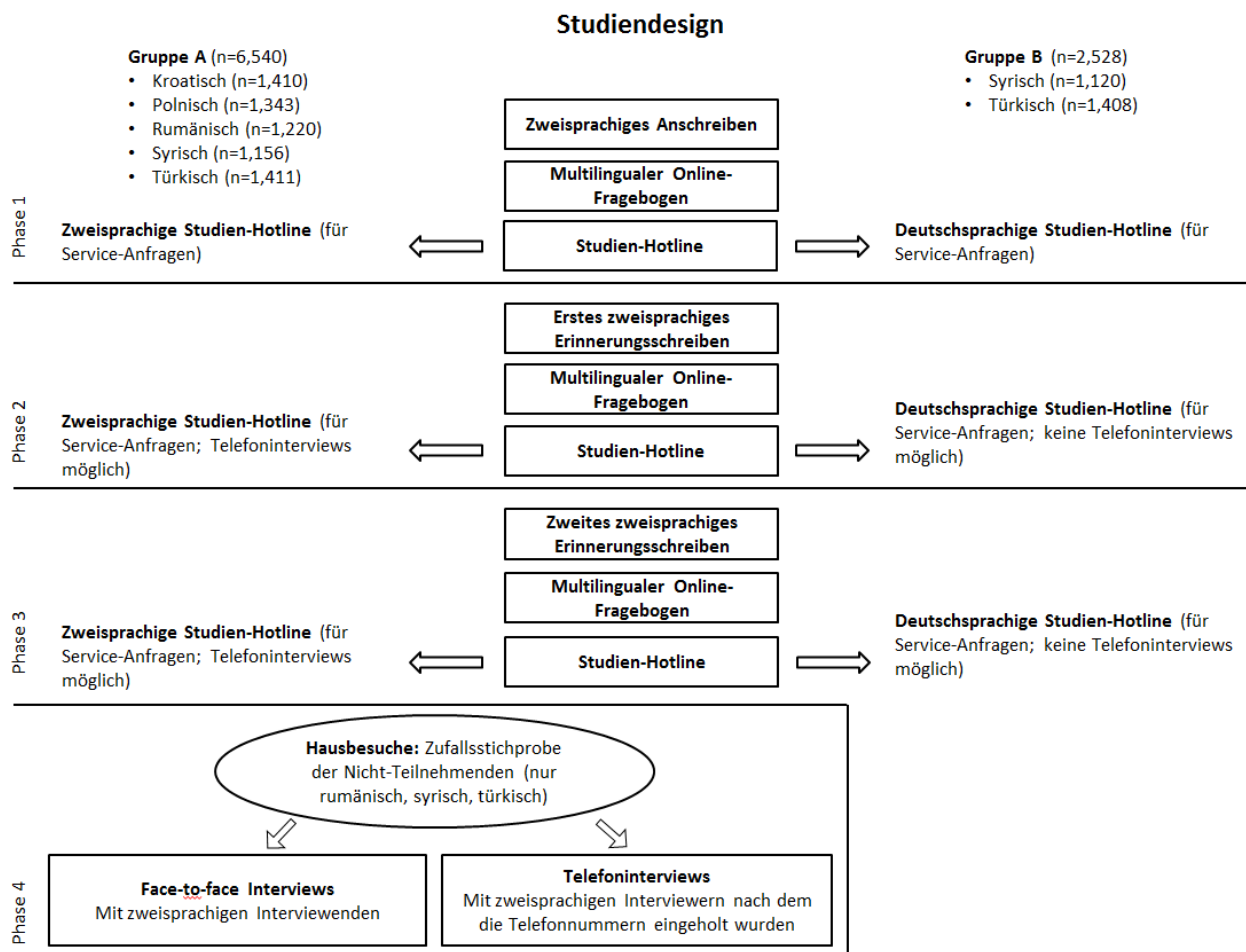 Studiendesign
Gruppe A (n=6,540)
• Kroatisch (n=1,410)
• Polnisch (n=1,343)
• Rumänisch (n=1,220)
• Syrisch (n=1,156)
• Türkisch (n=1,411)
Gruppe B (n=2,528)
• Syrisch (n=1,120)
• Türkisch (n=1,408)
Phase 1
Zweisprachiges Anschreiben
Multilingualer Online-
Fragebogen
Zweisprachige Studien-Hotline (für
Service-Anfragen)
Studien-Hotline
Deutschsprachige Studien-Hotline (für
Service-Anfragen)
Phase 2
Erstes zweisprachiges
Erinnerungsschreiben
Multilingualer Online-
Fragebogen
Zweisprachige Studien-Hotline (für
Service-Anfragen; Telefoninterviews
möglich)
Studien-Hotline
Deutschsprachige Studien-Hotline (für
Service-Anfragen; keine Telefoninterviews
möglich)
Phase 3
Zweites zweisprachiges
Erinnerungsschreiben
Multilingualer Online-
Fragebogen
Zweisprachige Studien-Hotline (für
Service-Anfragen; Telefoninterviews
möglich)
Studien-Hotline
Deutschsprachige Studien-Hotline (für
Service-Anfragen; keine Telefoninterviews
möglich)
Phase 4
Hausbesuche: Zufallsstichprobe
der Nicht-Teilnehmenden (nur
rumänisch, syrisch, türkisch)
Face-to-face Interviews
Mit zweisprachigen Interviewenden
Telefoninterviews
Mit zweisprachigen Interviewern nach dem
die Telefonnummern eingeholt wurden